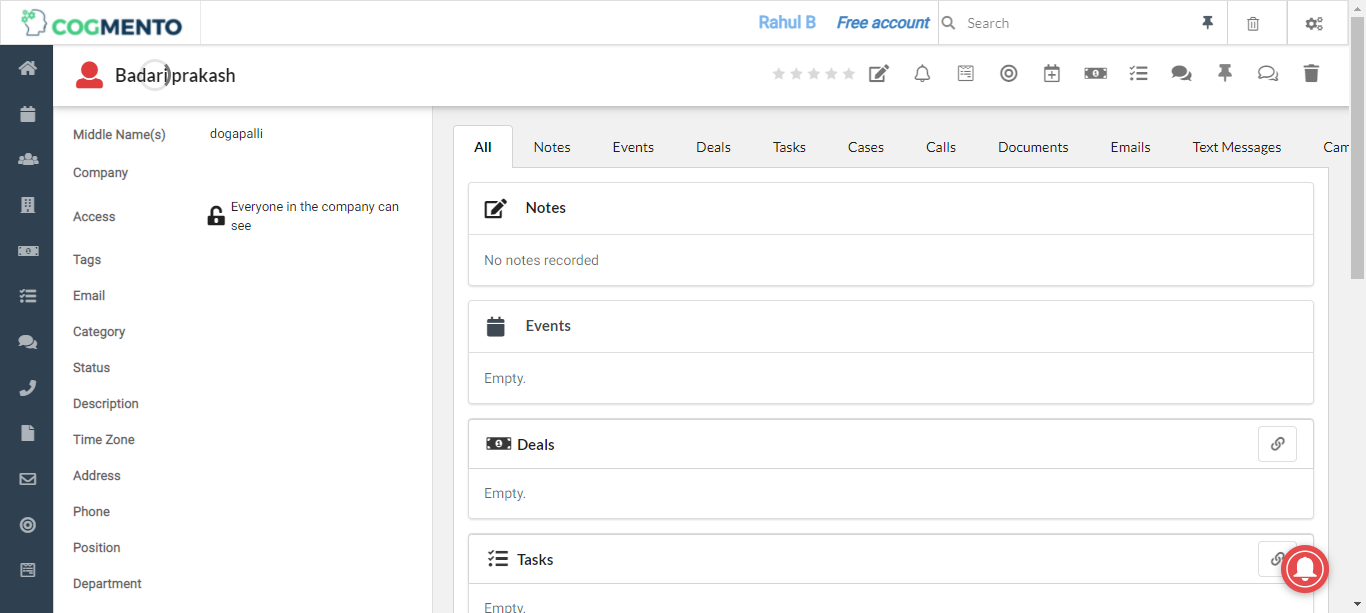 COGMENTO
Rahul B
Free account
Search
Badari prakash
Middle Name(s)
dogapalli
Company
Access
Everyone in the company can
see
Tags
Email
Category
Status
Description
Time Zone
Address
Phone
Position
Department
All
Notes
Events
Deals
Tasks
Cases
Calls
Documents
Emails
Text Messages
Cam
Notes
No notes recorded
Events
Empty.
Deals
Empty.
Tasks
Empty.